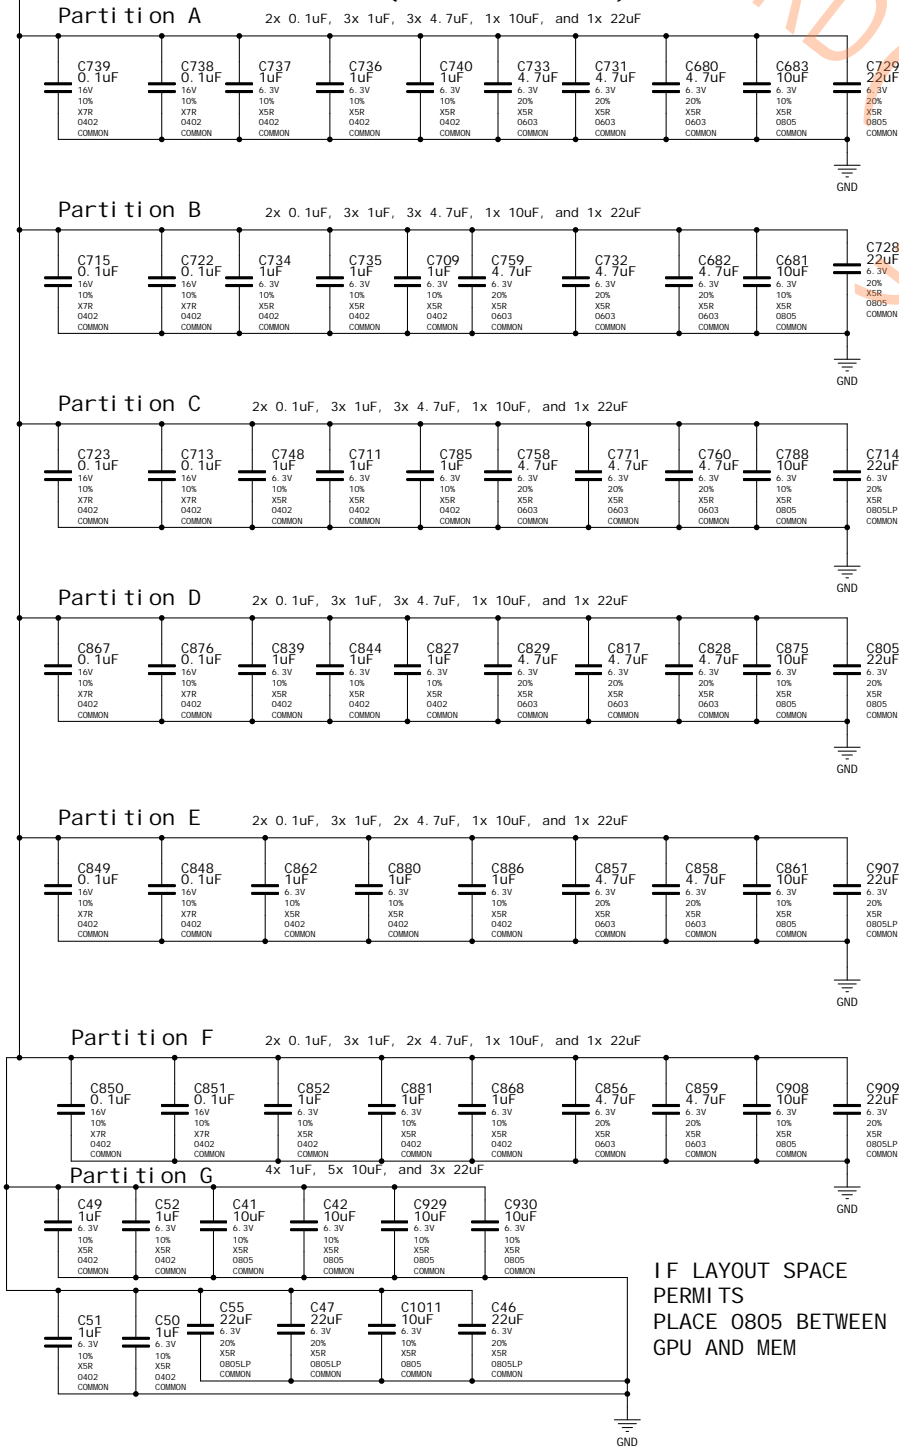 Partition A
2x 0.1uF, 3x 1uF, 3x 4.7uF, 1x 10uF, and 1x 22uF
C739 C738 C737 C736 C740 C733 C731 C680 C683 C729
0.1uF 0.1uF 1uF 1uF 1uF 4.7uF 4.7uF 4.7uF 10uF 22uF
16V 16V 6.3V 6.3V 6.3V 6.3V 6.3V 6.3V 6.3V 6.3V
10% 10% 10% 10% 10% 20% 20% 20% 10% 20%
X7R X7R X5R X5R X5R X5R X5R X5R X5R X5R
0402 0402 0402 0402 0402 0603 0603 0603 0805 0805
COMMON COMMON COMMON COMMON COMMON COMMON COMMON COMMON COMMON COMMON
GND
Partition B
2x 0.1uF, 3x 1uF, 3x 4.7uF, 1x 10uF, and 1x 22uF
C715 C722 C734 C735 C709 C759 C732 C682 C681 C728
0.1uF 0.1uF 1uF 1uF 1uF 4.7uF 4.7uF 4.7uF 10uF 22uF
16V 16V 6.3V 6.3V 6.3V 6.3V 6.3V 6.3V 6.3V 6.3V
10% 10% 10% 10% 10% 20% 20% 20% 10% 20%
X7R X7R X5R X5R X5R X5R X5R X5R X5R X5R
0402 0402 0402 0402 0402 0603 0603 0603 0805 0805
COMMON COMMON COMMON COMMON COMMON COMMON COMMON COMMON COMMON COMMON
GND
Partition C
2x 0.1uF, 3x 1uF, 3x 4.7uF, 1x 10uF, and 1x 22uF
C723 C713 C748 C711 C785 C758 C771 C760 C788 C714
0.1uF 0.1uF 1uF 1uF 1uF 4.7uF 4.7uF 4.7uF 10uF 22uF
16V 16V 6.3V 6.3V 6.3V 6.3V 6.3V 6.3V 6.3V 6.3V
10% 10% 10% 10% 10% 20% 20% 20% 10% 20%
X7R X7R X5R X5R X5R X5R X5R X5R X5R X5R
0402 0402 0402 0402 0402 0603 0603 0603 0805 0805LP
COMMON COMMON COMMON COMMON COMMON COMMON COMMON COMMON COMMON COMMON
GND
Partition D
2x 0.1uF, 3x 1uF, 3x 4.7uF, 1x 10uF, and 1x 22uF
C867 C876 C839 C844 C827 C829 C817 C828 C875 C805
0.1uF 0.1uF 1uF 1uF 1uF 4.7uF 4.7uF 4.7uF 10uF 22uF
16V 16V 6.3V 6.3V 6.3V 6.3V 6.3V 6.3V 6.3V 6.3V
10% 10% 10% 10% 10% 20% 20% 20% 10% 20%
X7R X7R X5R X5R X5R X5R X5R X5R X5R X5R
0402 0402 0402 0402 0402 0603 0603 0603 0805 0805
COMMON COMMON COMMON COMMON COMMON COMMON COMMON COMMON COMMON COMMON
GND
Partition E
2x 0.1uF, 3x 1uF, 2x 4.7uF, 1x 10uF, and 1x 22uF
C849 C848 C862 C880 C886 C857 C858 C861 C907
0.1uF 0.1uF 1uF 1uF 1uF 4.7uF 4.7uF 10uF 22uF
16V 16V 6.3V 6.3V 6.3V 6.3V 6.3V 6.3V 6.3V
10% 10% 10% 10% 10% 20% 20% 10% 20%
X7R X7R X5R X5R X5R X5R X5R X5R X5R
0402 0402 0402 0402 0402 0603 0603 0805 0805LP
COMMON COMMON COMMON COMMON COMMON COMMON COMMON COMMON COMMON
GND
Partition F
2x 0.1uF, 3x 1uF, 2x 4.7uF, 1x 10uF, and 1x 22uF
C850 C851 C852 C881 C868 C856 C859 C908 C909
0.1uF 0.1uF 1uF 1uF 1uF 4.7uF 4.7uF 10uF 22uF
16V 16V 6.3V 6.3V 6.3V 6.3V 6.3V 6.3V 6.3V
10% 10% 10% 10% 10% 20% 20% 10% 20%
X7R X7R X5R X5R X5R X5R X5R X5R X5R
0402 0402 0402 0402 0402 0603 0603 0805 0805LP
COMMON COMMON COMMON COMMON COMMON COMMON COMMON COMMON COMMON
GND
Partition G
4x 1uF, 5x 10uF, and 3x 22uF
C49 C52 C41 C42 C929 C930
1uF 1uF 10uF 10uF 10uF 10uF
6.3V 6.3V 6.3V 6.3V 6.3V 6.3V
10% 10% 10% 10% 10% 10%
X5R X5R X5R X5R X5R X5R
0402 0402 0805 0805 0805 0805
COMMON COMMON COMMON COMMON COMMON COMMON
C51 C50 C55 C47 C1011 C46
1uF 1uF 22uF 22uF 10uF 22uF
6.3V 6.3V 6.3V 6.3V 6.3V 6.3V
10% 10% 20% 20% 10% 20%
X5R X5R X5R X5R X5R X5R
0402 0402 0805LP 0805LP 0805 0805LP
COMMON COMMON COMMON COMMON COMMON COMMON
GND
IF LAYOUT SPACE
PERMITS
PLACE 0805 BETWEEN
GPU AND MEM